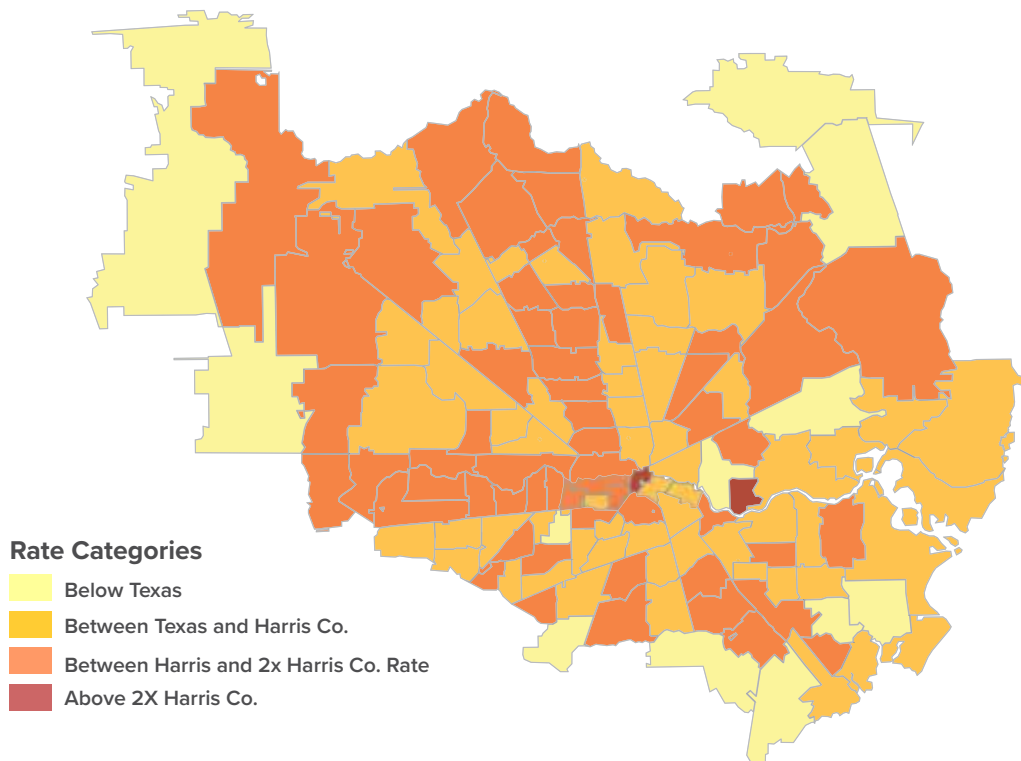 Rate Categories
Below Texas
Between Texas and Harris Co.
Between Harris and 2x Harris Co. Rate
Above 2X Harris Co.